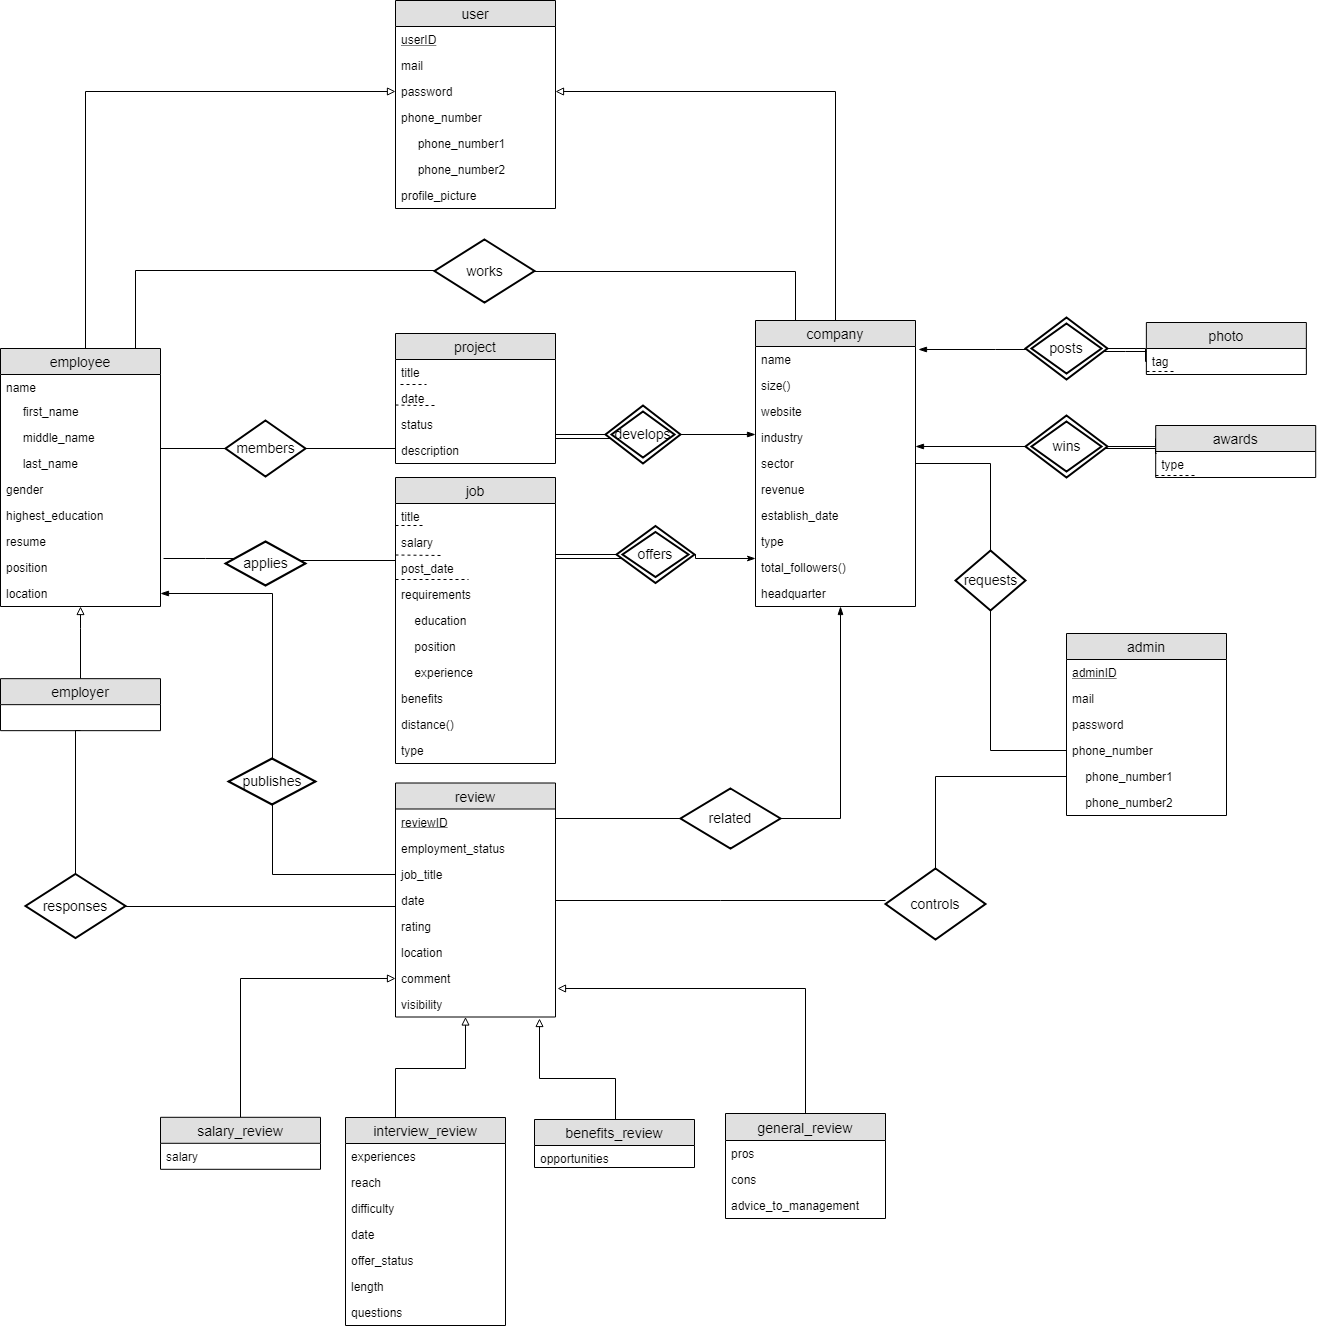 user
userID
mail
password
phone_number
phone_number1
phone_number2
profile_picture
works
employee
name
first_name
middle_name
last_name
gender
highest_education
resume
position
location
employer
members
applies
publishes
responses
project
title
date
status
description
job
title
salary
post_date
requirements
education
position
experience
benefits
distance()
type
develops
offers
company
name
size()
website
industry
sector
revenue
establish_date
type
total_followers()
headquarter
posts
photo
tag
wins
awards
type
requests
admin
adminID
mail
password
phone_number
phone_number1
phone_number2
review
reviewID
employment_status
job_title
date
rating
location
comment
visibility
related
controls
salary_review
salary
interview_review
experiences
reach
difficulty
date
offer_status
length
questions
benefits_review
opportunities
general_review
pros
cons
advice_to_management